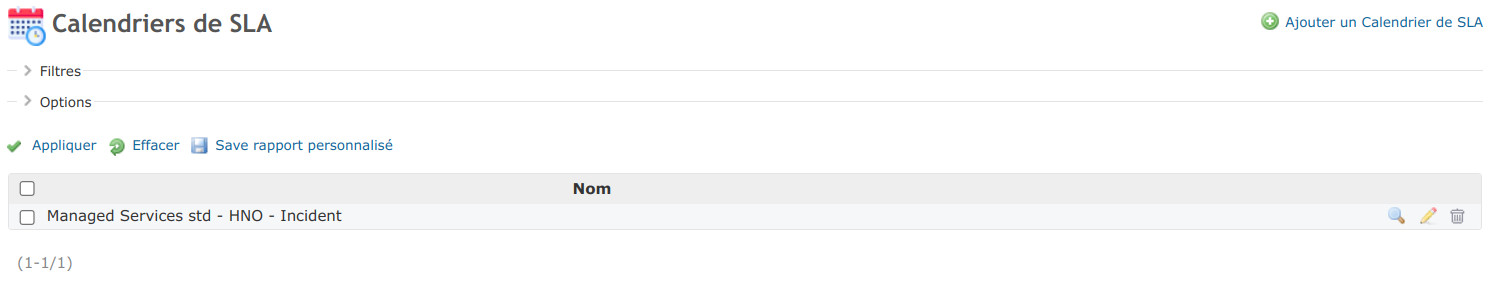 Calendriers de SLA
Ajouter un Calendrier de SLA
Filtres
Options
Appliquer Effacer Save rapport personnalisé
Nom
Managed Services std - HNO - Incident
(1-1/1)